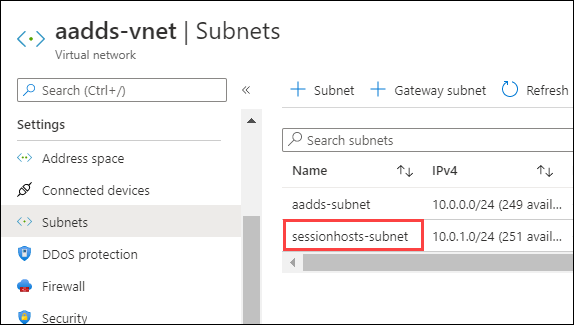 aadds-vnet | Subnets
Virtual network
Search (Ctrl+/)
«
Settings
Address space
Connected devices
Subnets
DDoS protection
Firewall
Security
+ Subnet + Gateway subnet Refresh
Search subnets
Name ↑↓ IPv4 ↑↓
aadds-subnet 10.0.0.0/24 (249 avail...
sessionhosts-subnet 10.0.1.0/24 (251 avail...